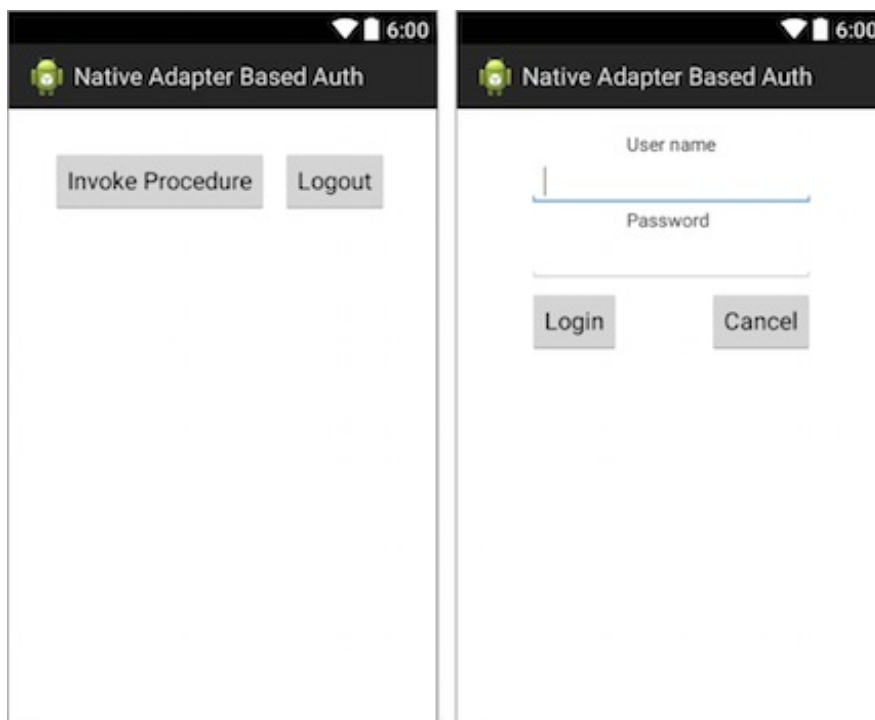 6:00
Native Adapter Based Auth
Invoke Procedure Logout
6:00
Native Adapter Based Auth
User name
Password
Login Cancel